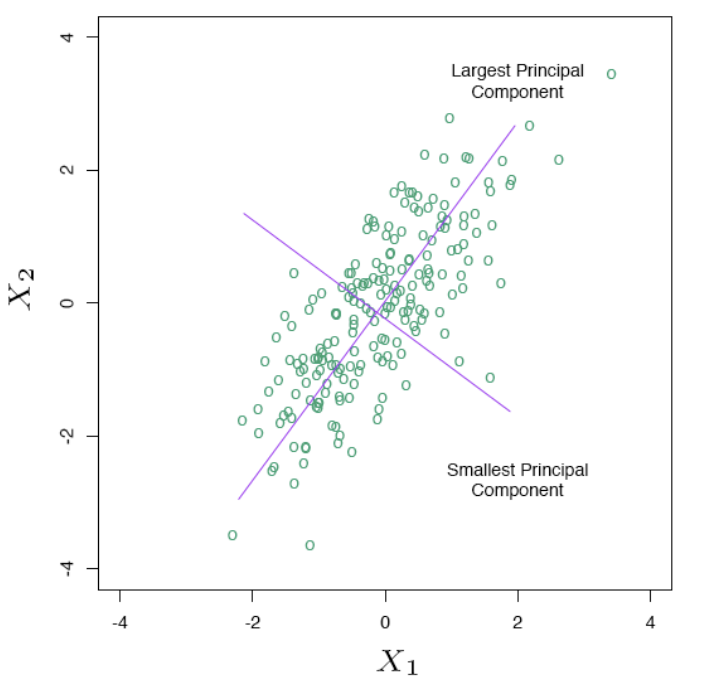 Largest Principal
Component
Smallest Principal
Component
X₂
4
2
0
-2
-4
-4
-2
0
2
4
X₁